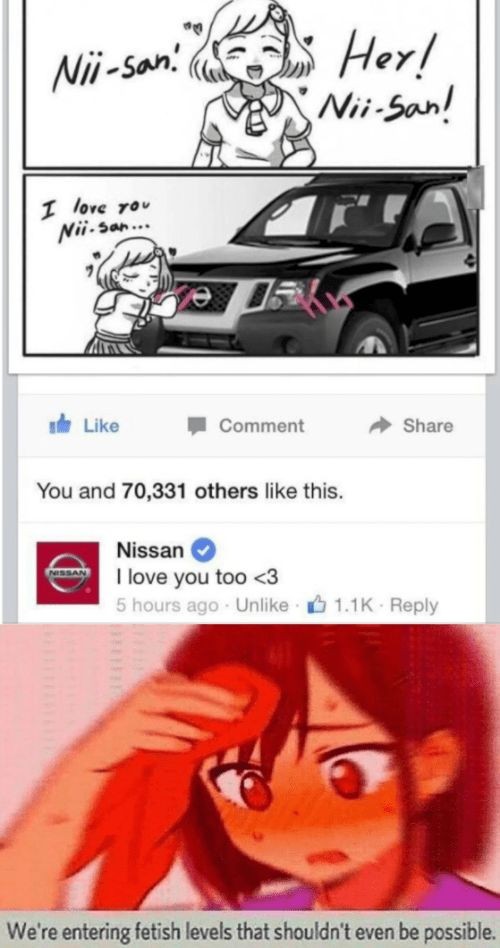 Nii-san!
Hey!
Nii-San!
I love you
Nii-san...
Like Comment Share
You and 70,331 others like this.
Nissan
NISSAN
I love you too <3
5 hours ago · Unlike · 1.1K · Reply
We're entering fetish levels that shouldn't even be possible.